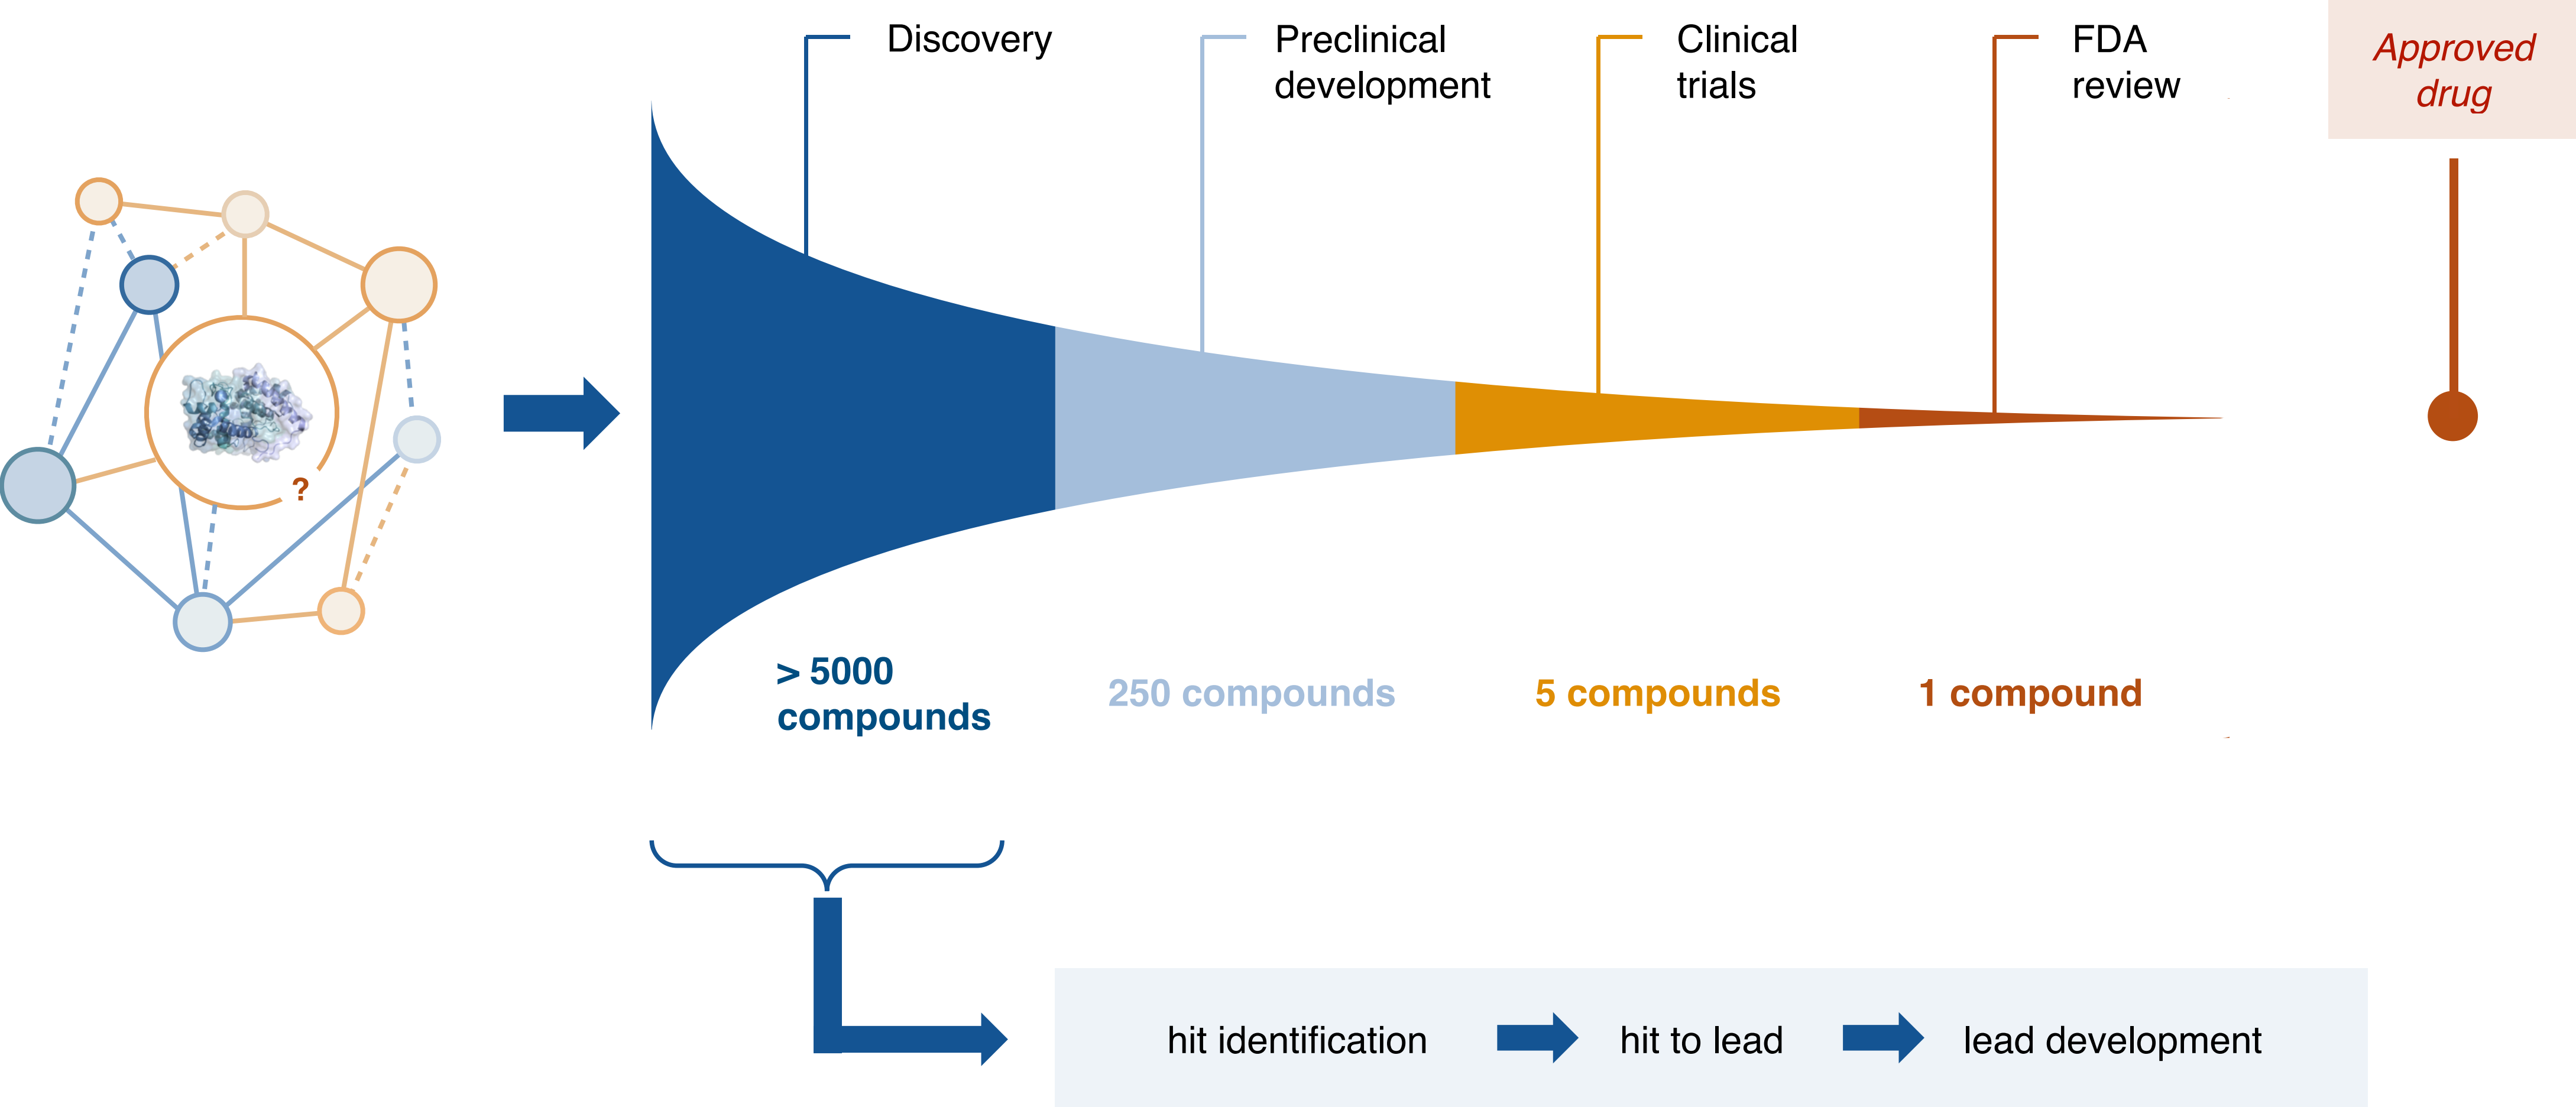 Discovery
Preclinical
development
Clinical
trials
FDA
review
Approved
drug
?
> 5000
compounds
250 compounds
5 compounds
1 compound
hit identification
hit to lead
lead development